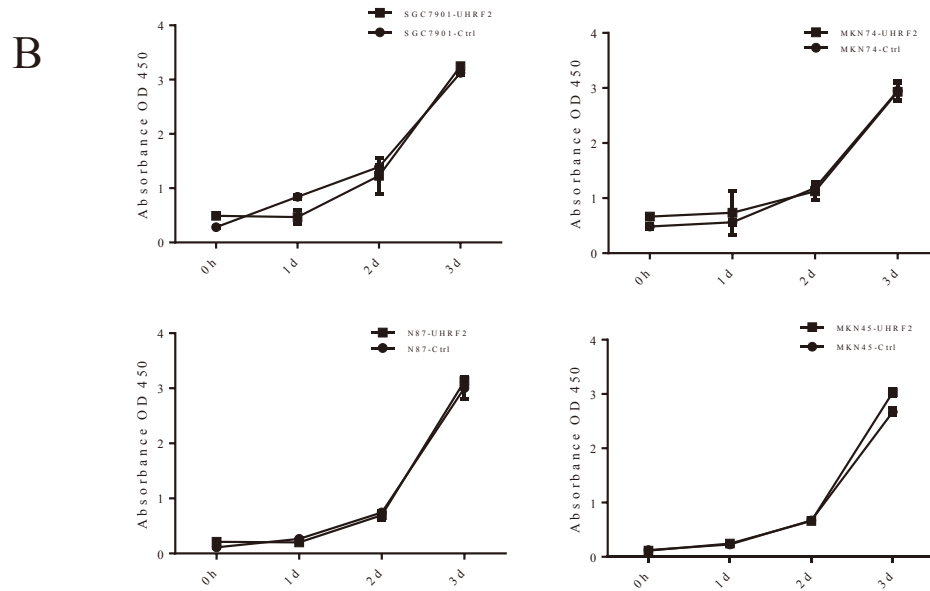 B
SGC7901-UHRF2
SGC7901-Ctrl
Absorbance OD 450
4
3
2
1
0
0h
1d
2d
3d
MKN74-UHRF2
MKN74-Ctrl
Absorbance OD 450
4
3
2
1
0
0h
1d
2d
3d
N87-UHRF2
N87-Ctrl
Absorbance OD 450
4
3
2
1
0
0h
1d
2d
3d
MKN45-UHRF2
MKN45-Ctrl
Absorbance OD 450
4
3
2
1
0
0h
1d
2d
3d